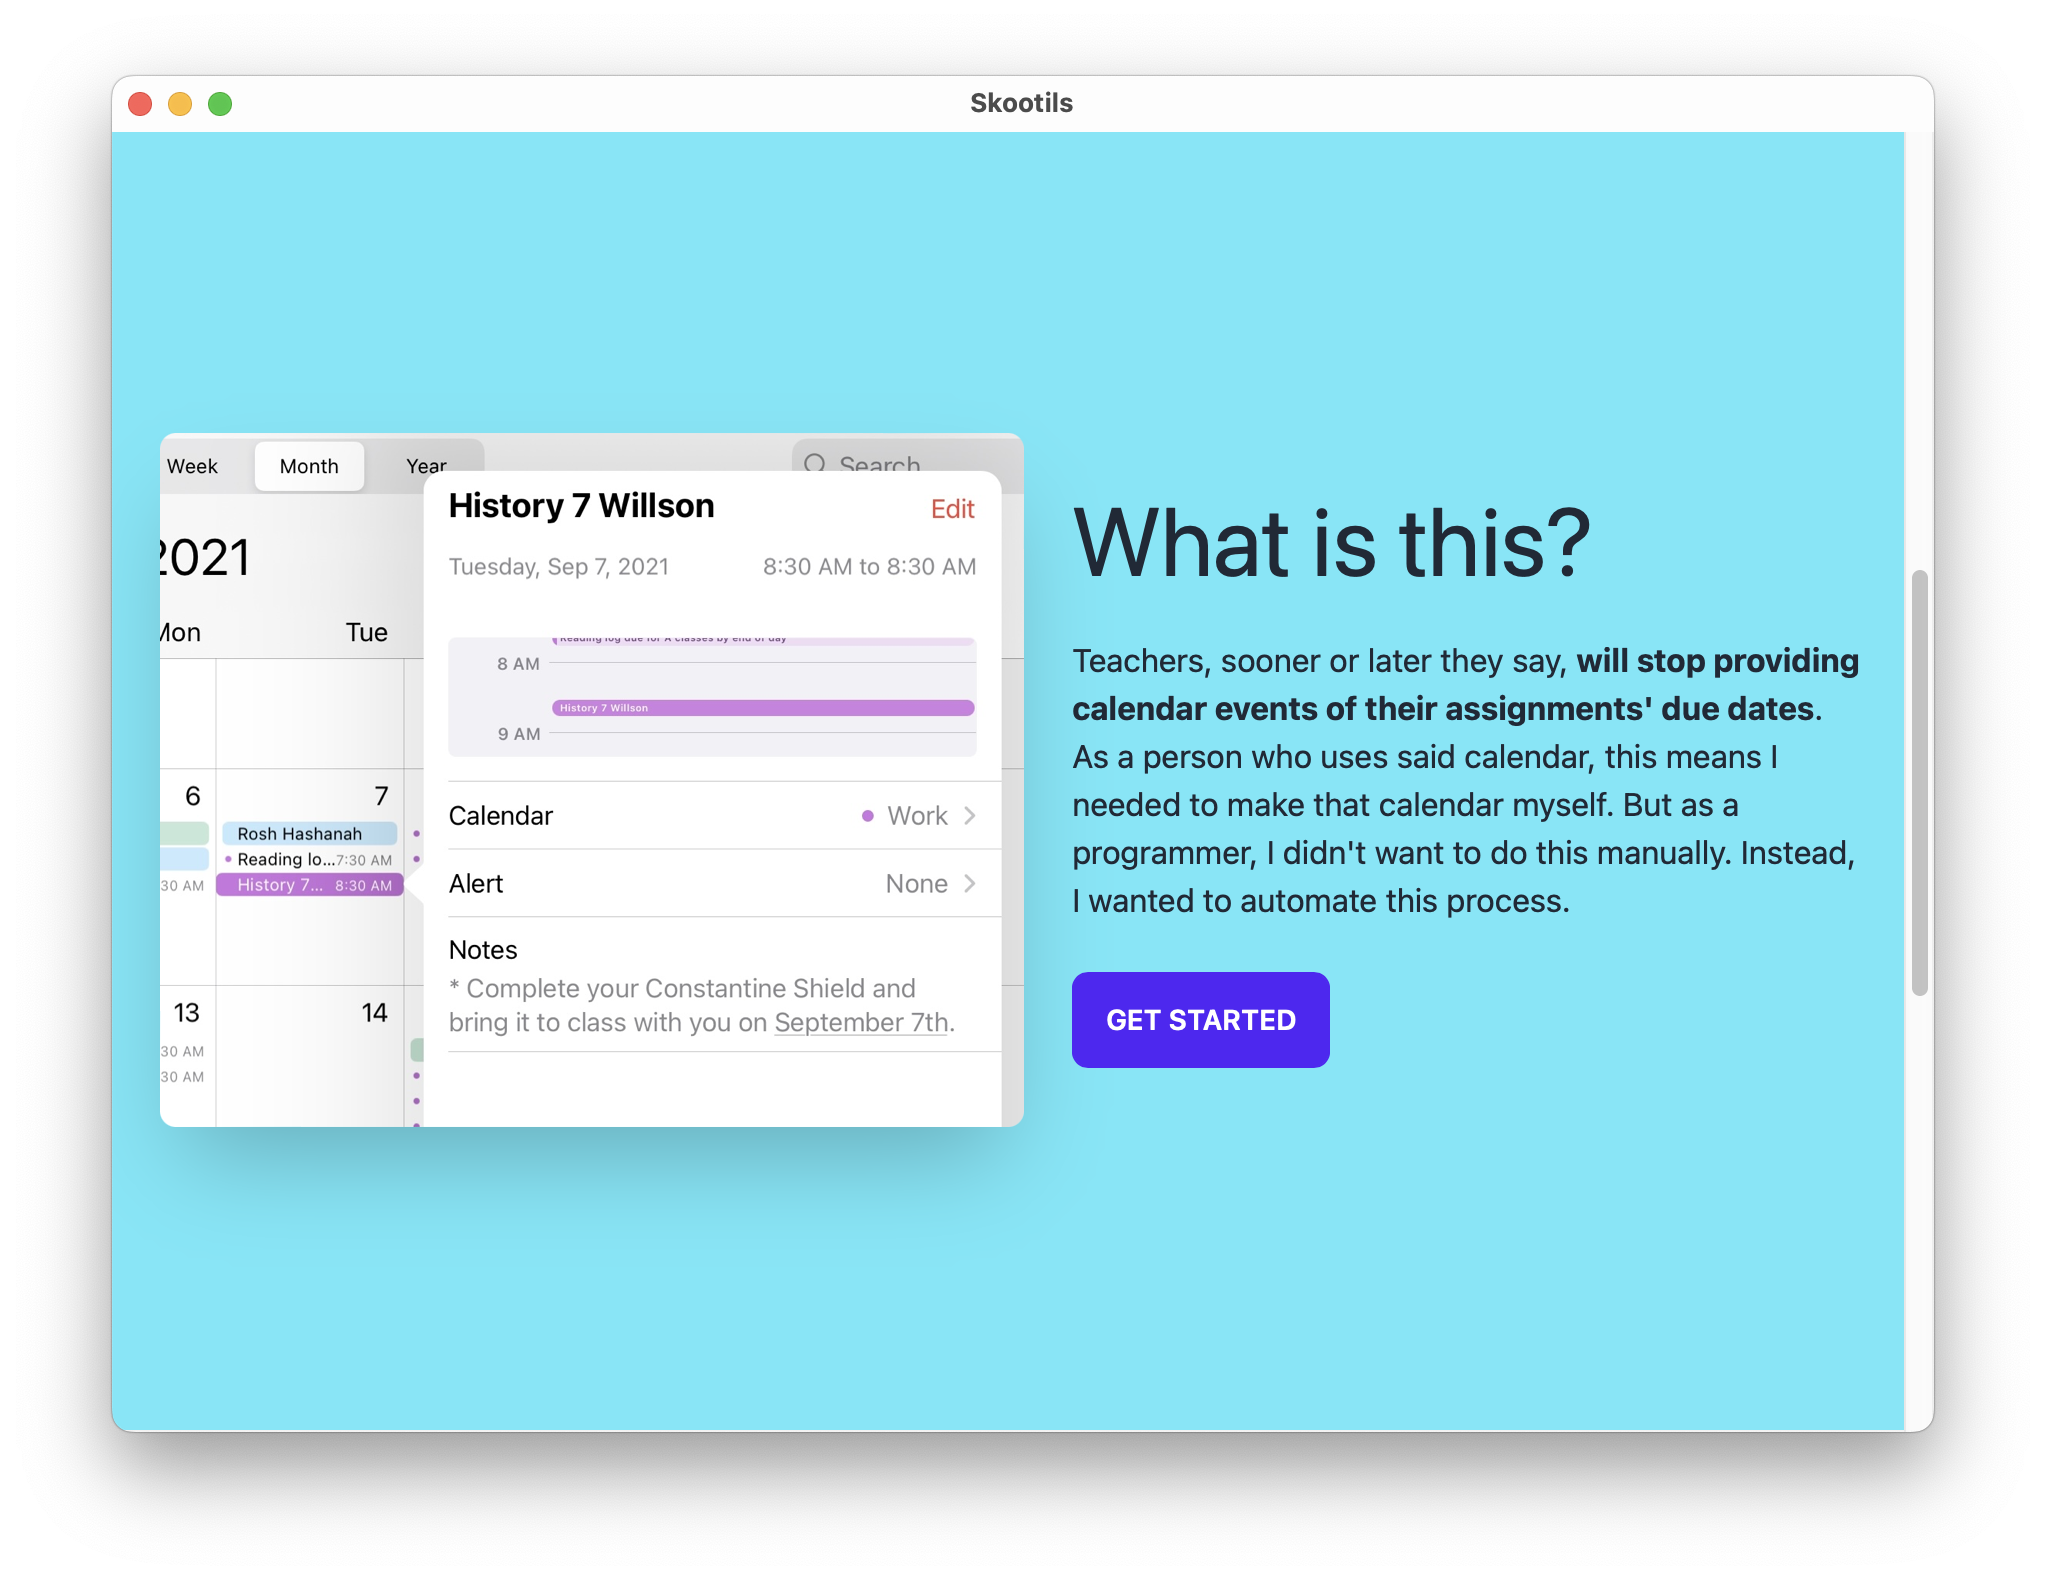 Skootils
Week Month Year Search
2021
Mon Tue
6 7
Rosh Hashanah
Reading lo... 7:30 AM
30 AM History 7... 8:30 AM
13 14
30 AM
30 AM
History 7 Willson Edit
Tuesday, Sep 7, 2021 8:30 AM to 8:30 AM
Reading log due for A classes by end of day
8 AM
History 7 Willson
9 AM
Calendar Work
Alert None
Notes
* Complete your Constantine Shield and
bring it to class with you on September 7th.
What is this?
Teachers, sooner or later they say, will stop providing
calendar events of their assignments' due dates.
As a person who uses said calendar, this means I
needed to make that calendar myself. But as a
programmer, I didn't want to do this manually. Instead,
I wanted to automate this process.
GET STARTED